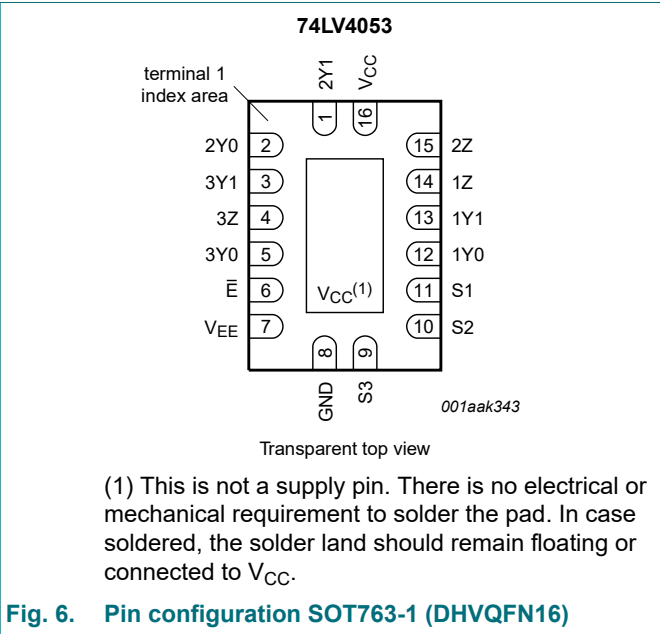 74LV4053
terminal 1
index area
2Y1
VCC
1
16
2Y0 2
15 2Z
3Y1 3
14 1Z
3Z 4
13 1Y1
3Y0 5
12 1Y0
E̅ 6
VCC(1)
11 S1
VEE 7
10 S2
8
9
GND
S3
001aak343
Transparent top view
(1) This is not a supply pin. There is no electrical or
mechanical requirement to solder the pad. In case
soldered, the solder land should remain floating or
connected to VCC.
Fig. 6. Pin configuration SOT763-1 (DHVQFN16)